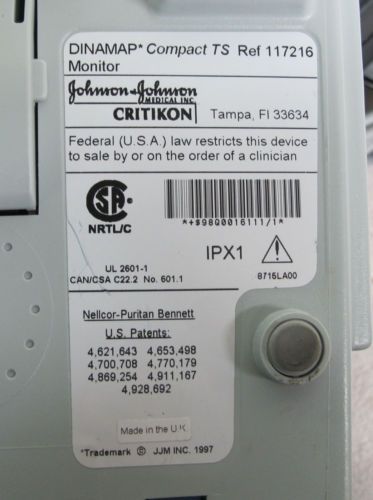 DINAMAP* Compact TS Ref 117216
Monitor
Johnson+Johnson
MEDICAL INC.
CRITIKON Tampa, Fl 33634
Federal (U.S.A.) law restricts this device
to sale by or on the order of a clinician
CSA
NRTL/C
*+$98Q0016111/1*
IPX1
8715LA00
UL 2601-1
CAN/CSA C22.2 No. 601.1
Nellcor-Puritan Bennett
U.S. Patents:
4,621,643 4,653,498
4,700,708 4,770,179
4,869,254 4,911,167
4,928,692
Made in the U.K
*Trademark © JJM INC. 1997